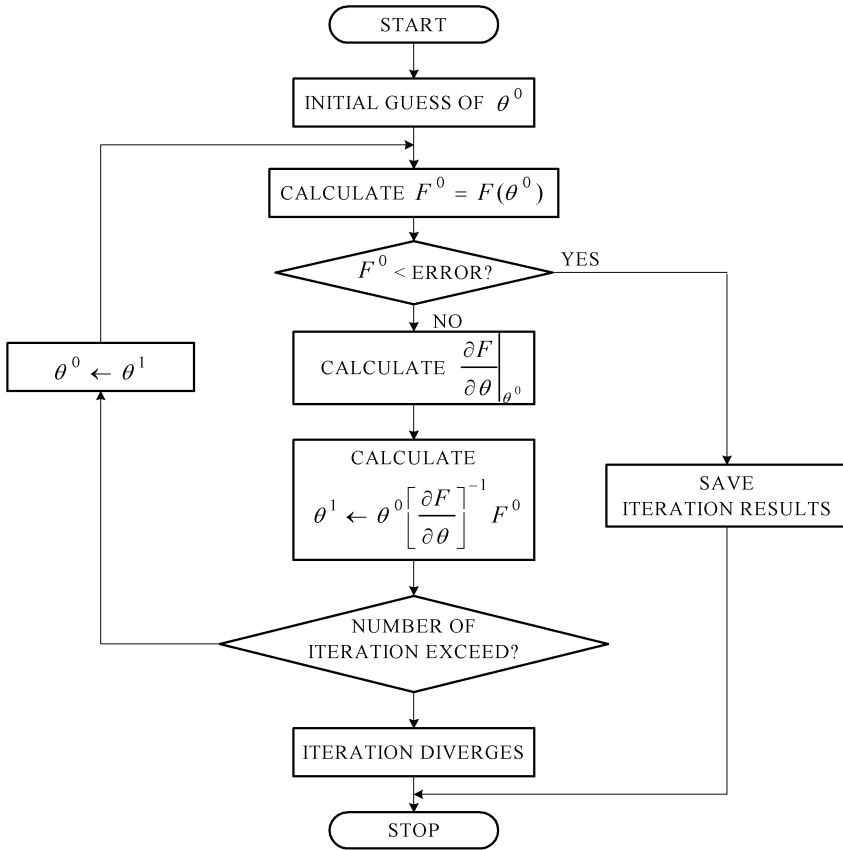 START
INITIAL GUESS OF θ⁰
CALCULATE F⁰ = F(θ⁰)
F⁰ < ERROR?
YES
NO
CALCULATE ∂F/∂θ|θ⁰
θ⁰ ← θ¹
CALCULATE
θ¹ ← θ⁰[∂F/∂θ]⁻¹ F⁰
SAVE
ITERATION RESULTS
NUMBER OF
ITERATION EXCEED?
ITERATION DIVERGES
STOP